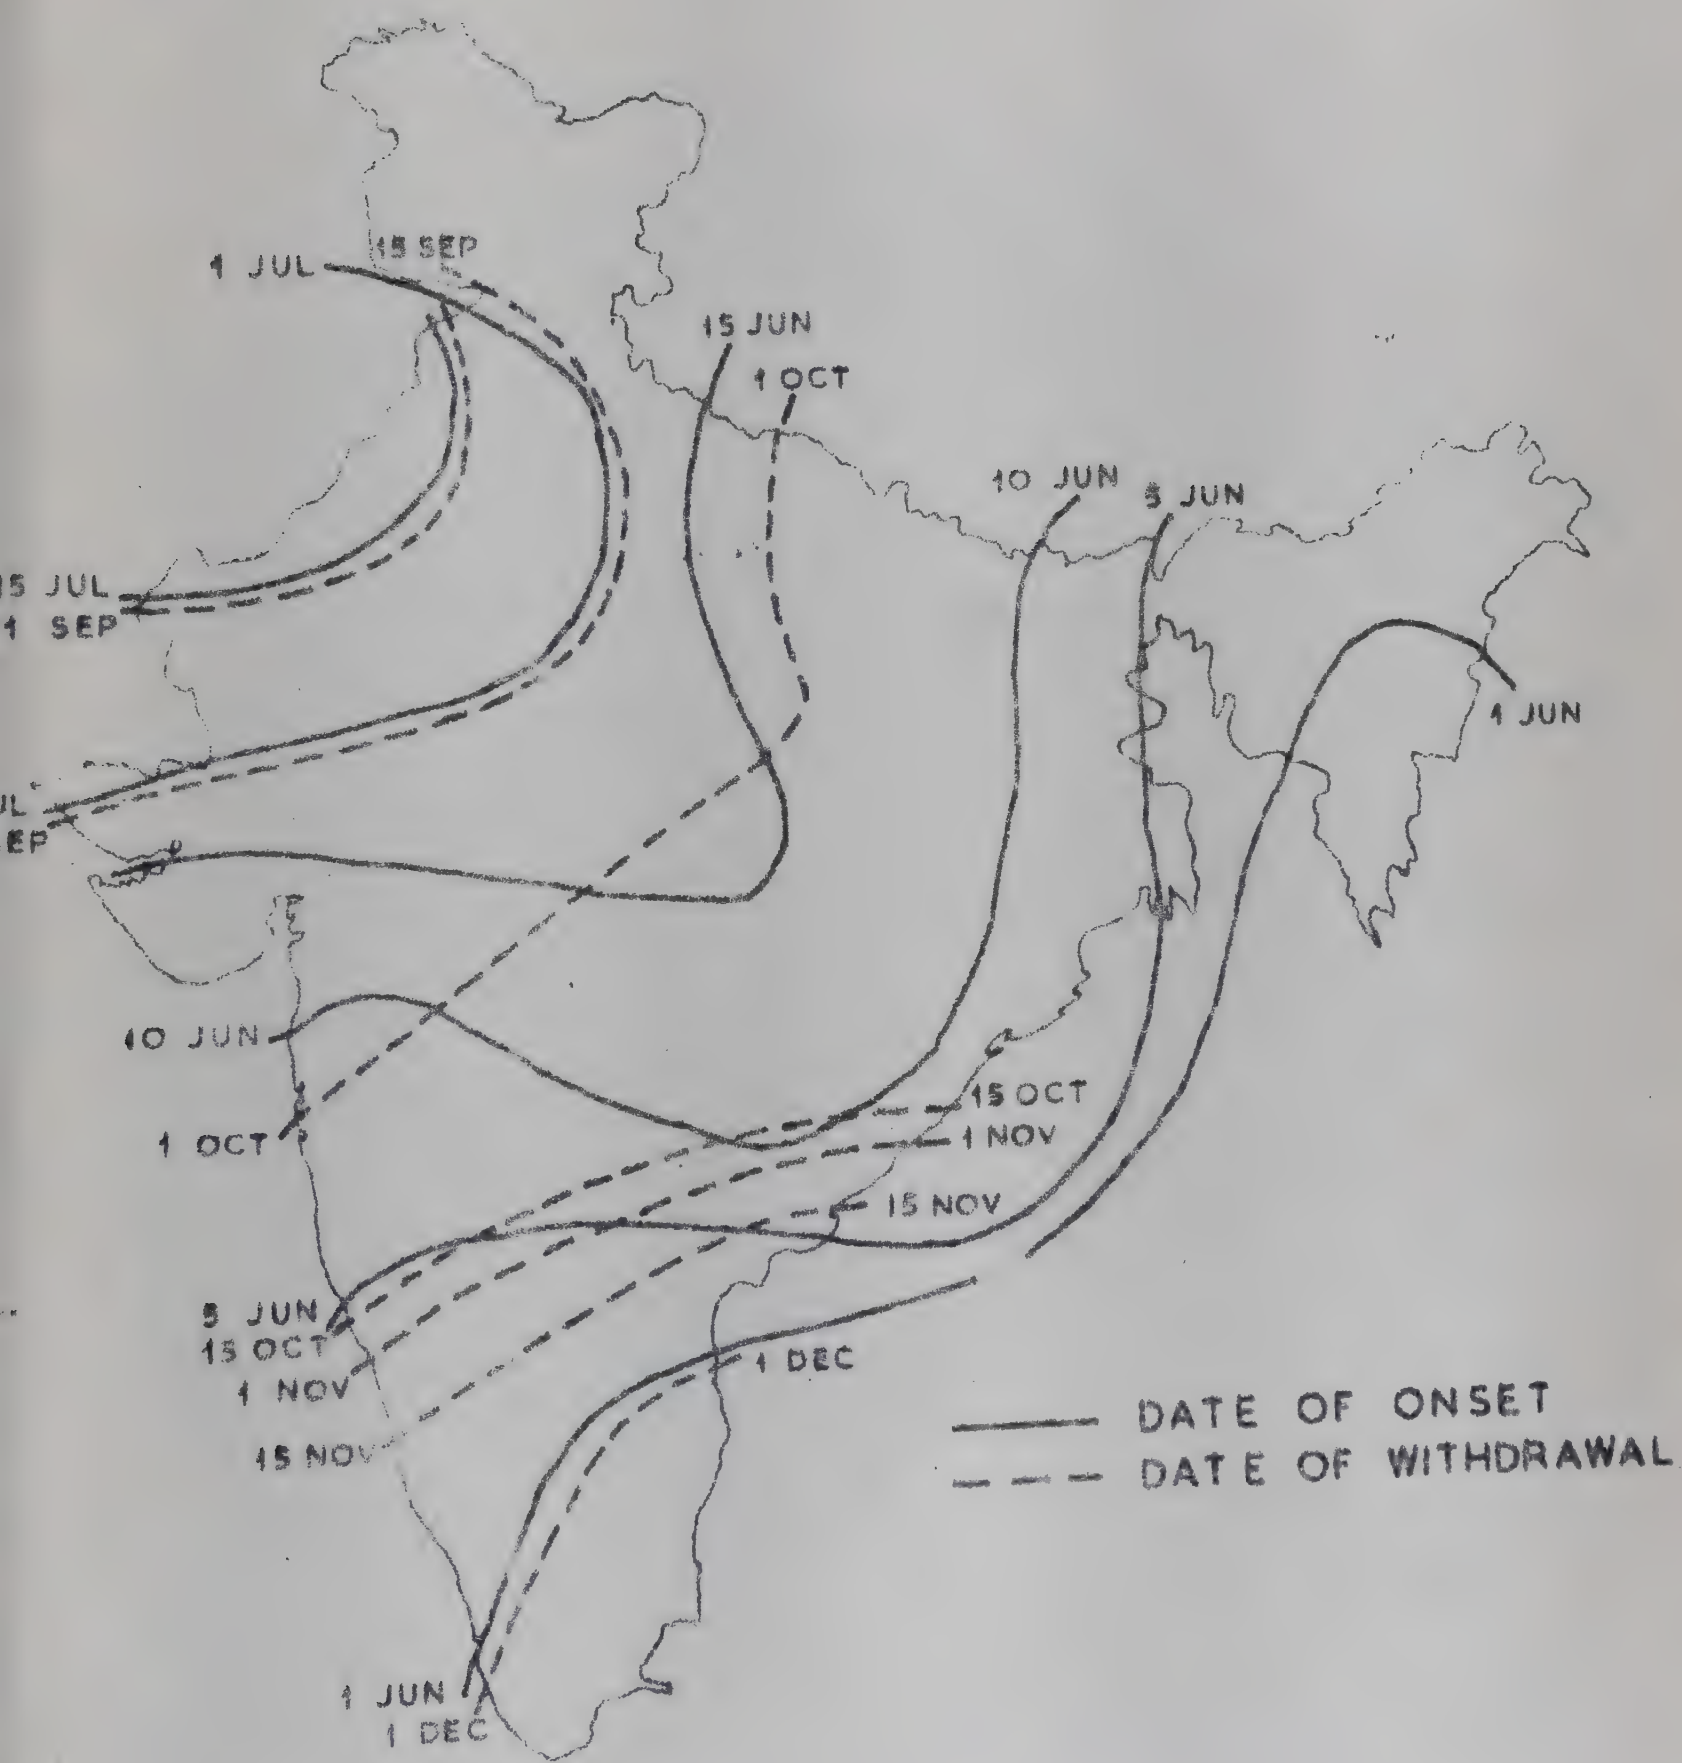 15 SEP
1 JUL
15 JUN
1 OCT
10 JUN
5 JUN
15 JUL
1 SEP
1 JUN
UL
EP
10 JUN
1 OCT
15 OCT
1 NOV
15 NOV
5 JUN
15 OCT
1 NOV
15 NOV
1 DEC
DATE OF ONSET
DATE OF WITHDRAWAL
1 JUN
1 DEC